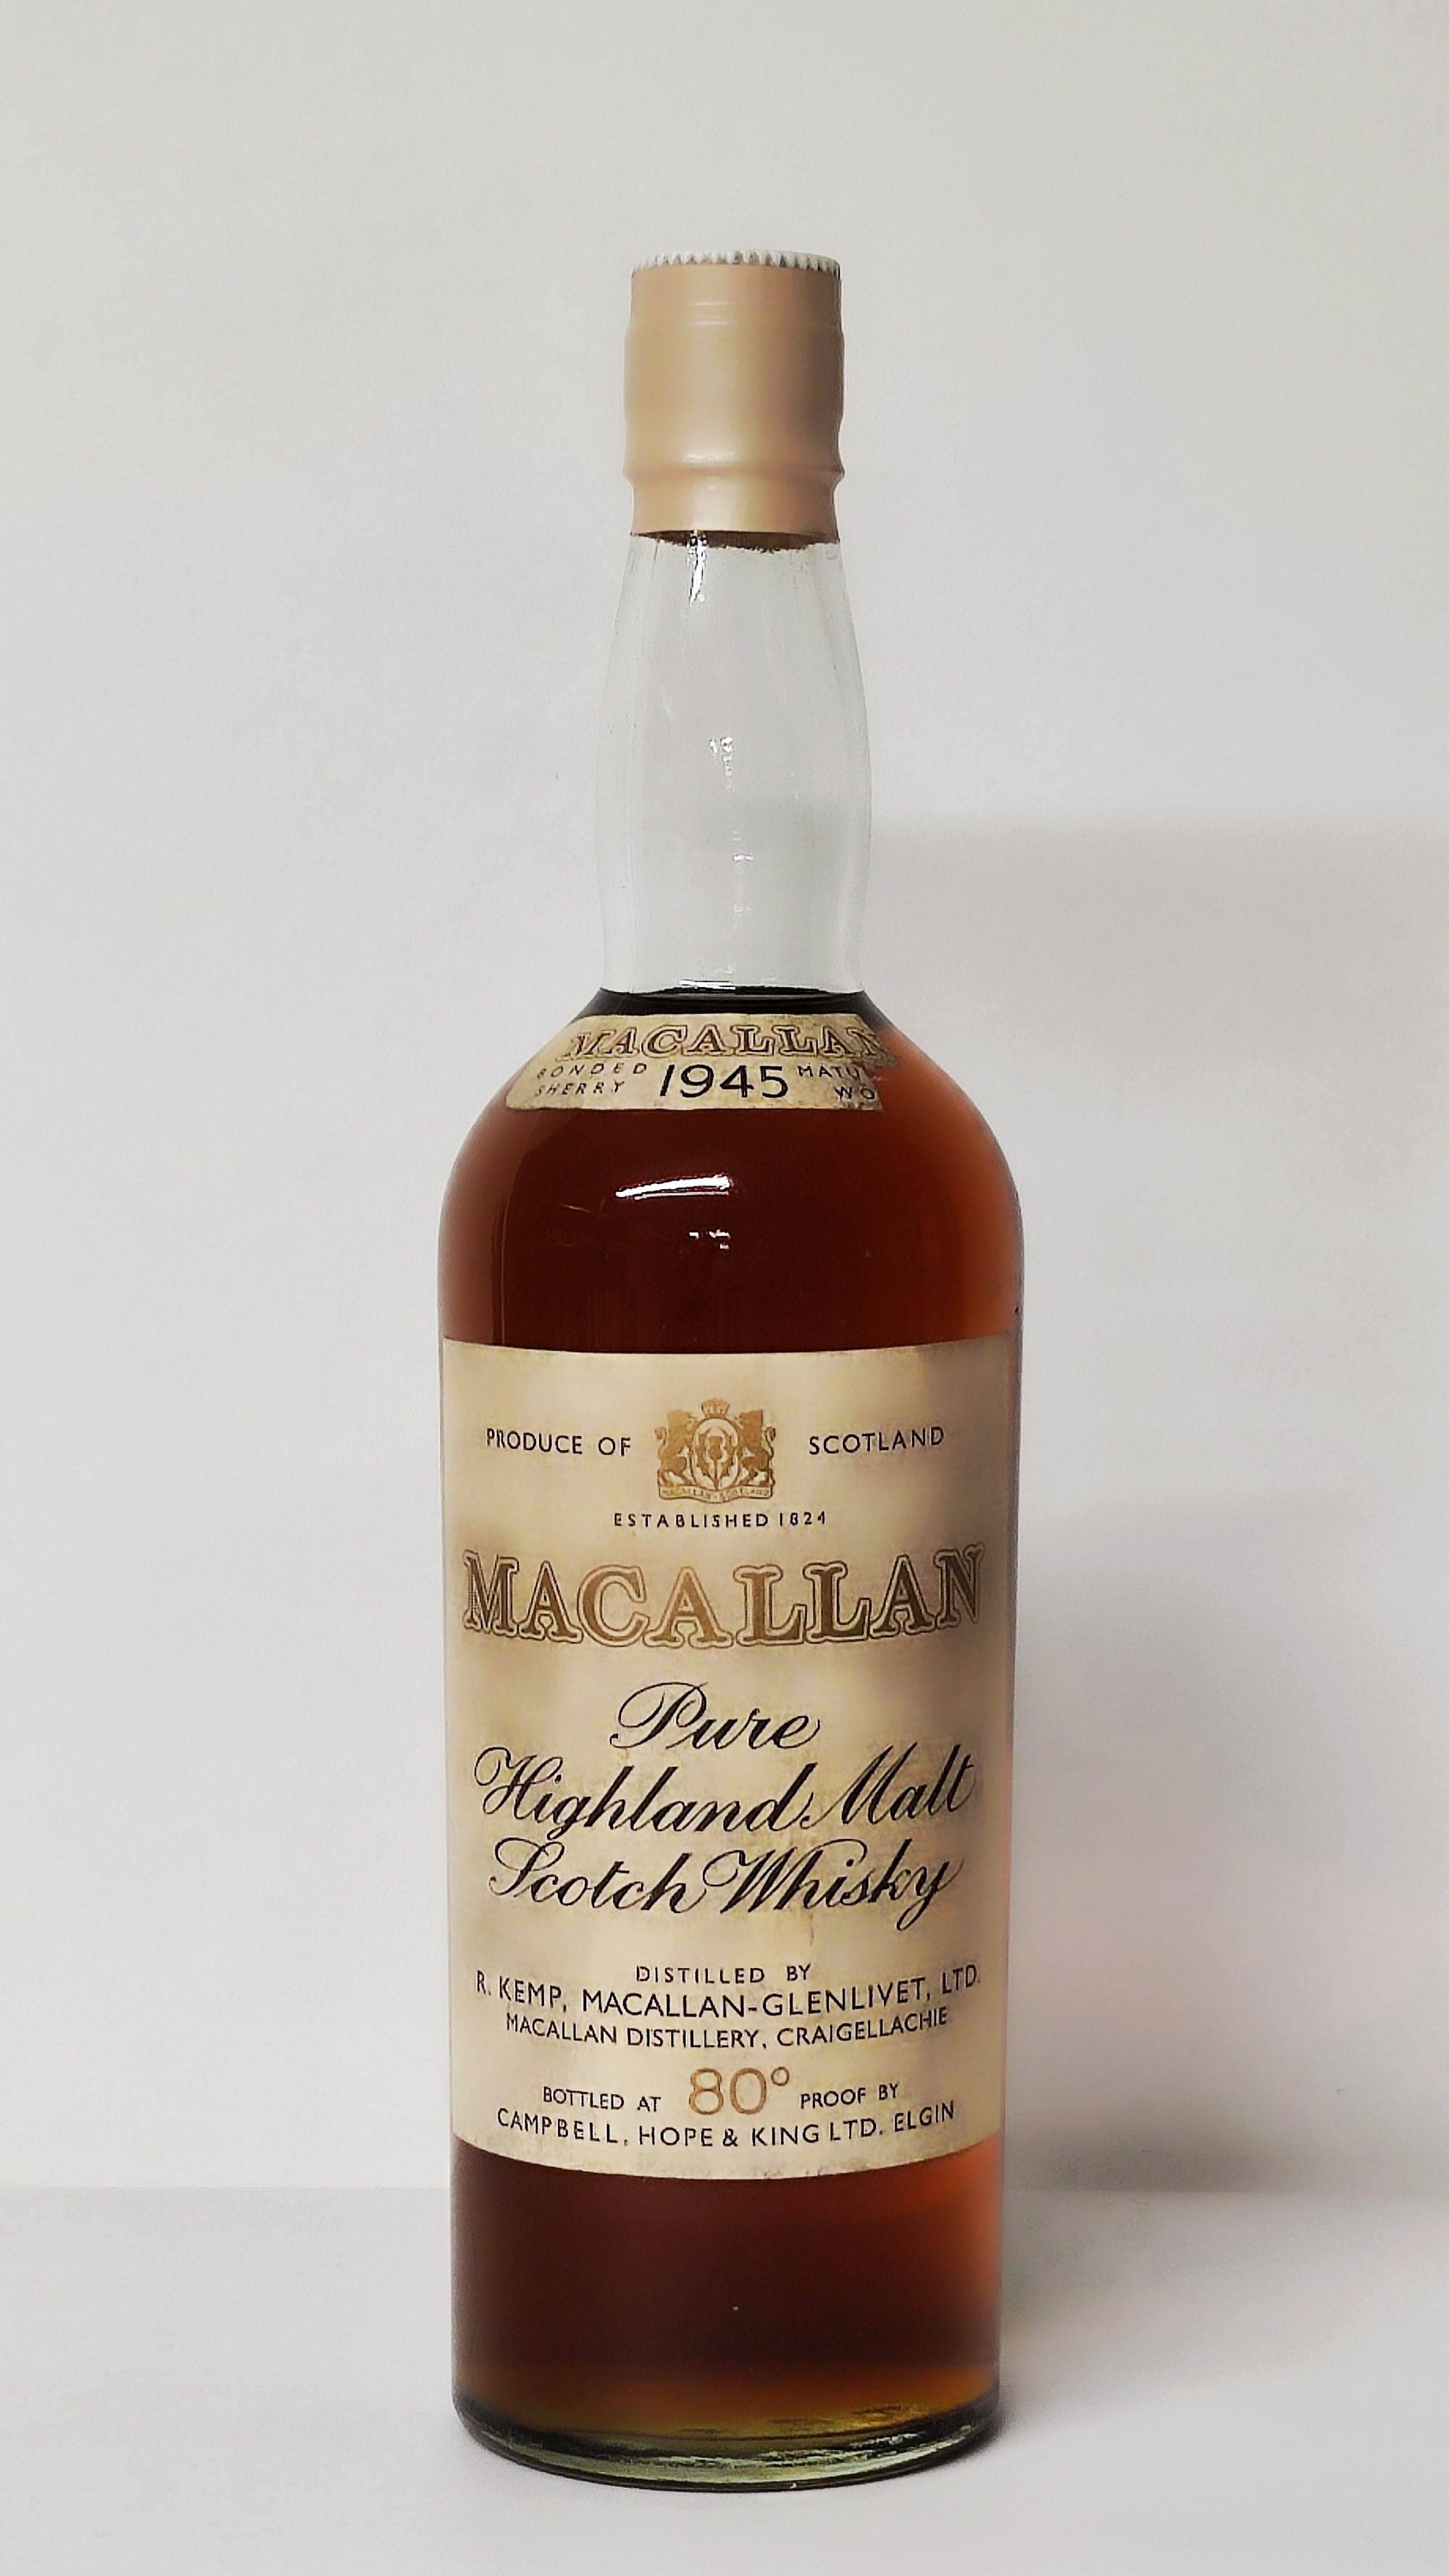 MACALLAN
BONDED 1945
SHERRY
PRODUCE OF SCOTLAND
ESTABLISHED 1824
MACALLAN
Pure
Highland Malt
Scotch Whisky
DISTILLED BY
R. KEMP, MACALLAN-GLENLIVET, LTD.
MACALLAN DISTILLERY, CRAIGELLACHIE
BOTTLED AT 80° PROOF BY
CAMPBELL, HOPE & KING LTD. ELGIN